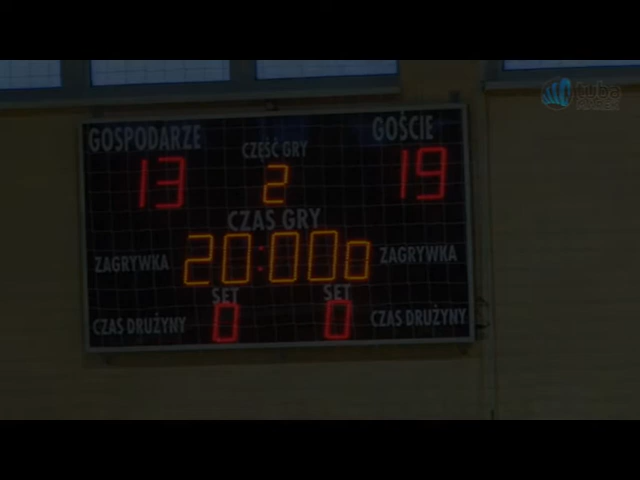 tuba
GOSPODARZE CZĘŚĆ GRY GOŚCIE
13 2 19
CZAS GRY
ZAGRYWKA 20:000 ZAGRYWKA
SET SET
CZAS DRUŻYNY 0 0 CZAS DRUŻYNY